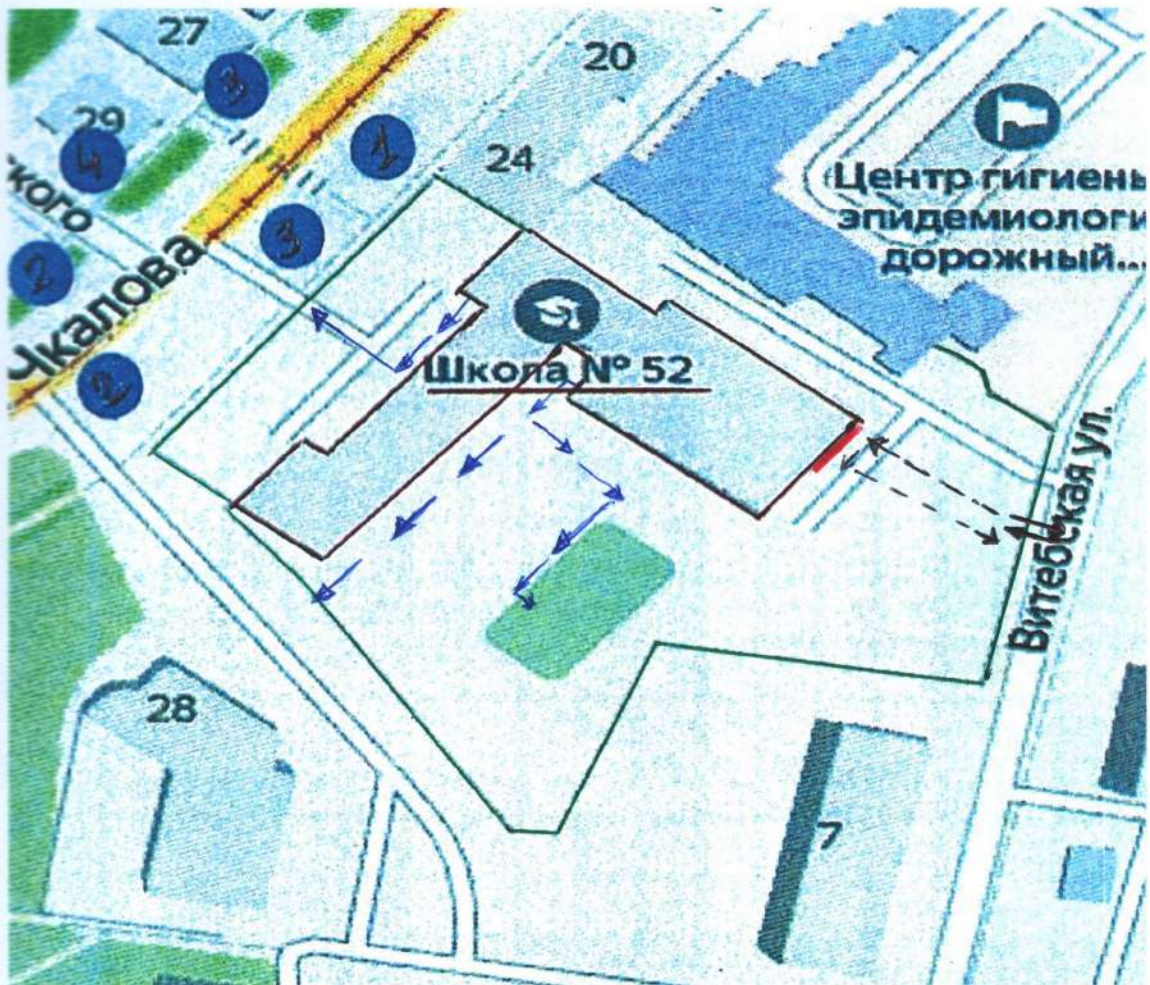 27
20
3
29
1
24
4
Центр гигиень
эпидемиологи
дорожный...
кого
3
2
Чкалова
Школа № 52
2
Витебская ул.
28
7